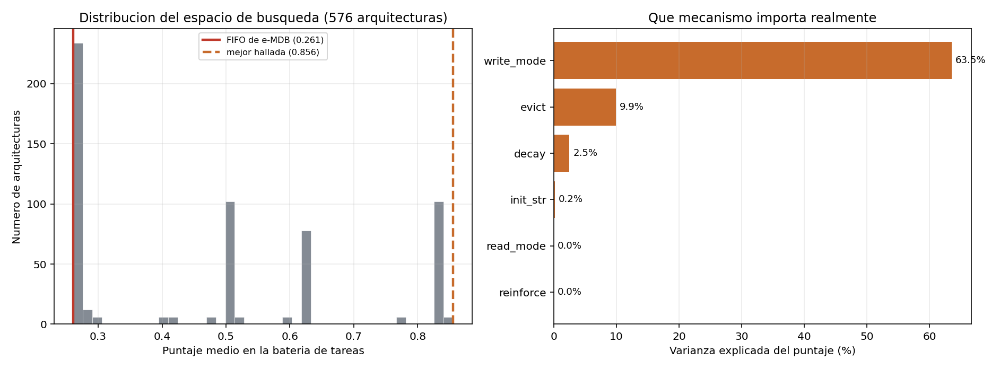 Distribucion del espacio de busqueda (576 arquitecturas)
FIFO de e-MDB (0.261)
mejor hallada (0.856)
Numero de arquitecturas
200
150
100
50
0
0.3 0.4 0.5 0.6 0.7 0.8
Puntaje medio en la bateria de tareas
Que mecanismo importa realmente
write_mode 63.5%
evict 9.9%
decay 2.5%
init_str 0.2%
read_mode 0.0%
reinforce 0.0%
0 10 20 30 40 50 60
Varianza explicada del puntaje (%)